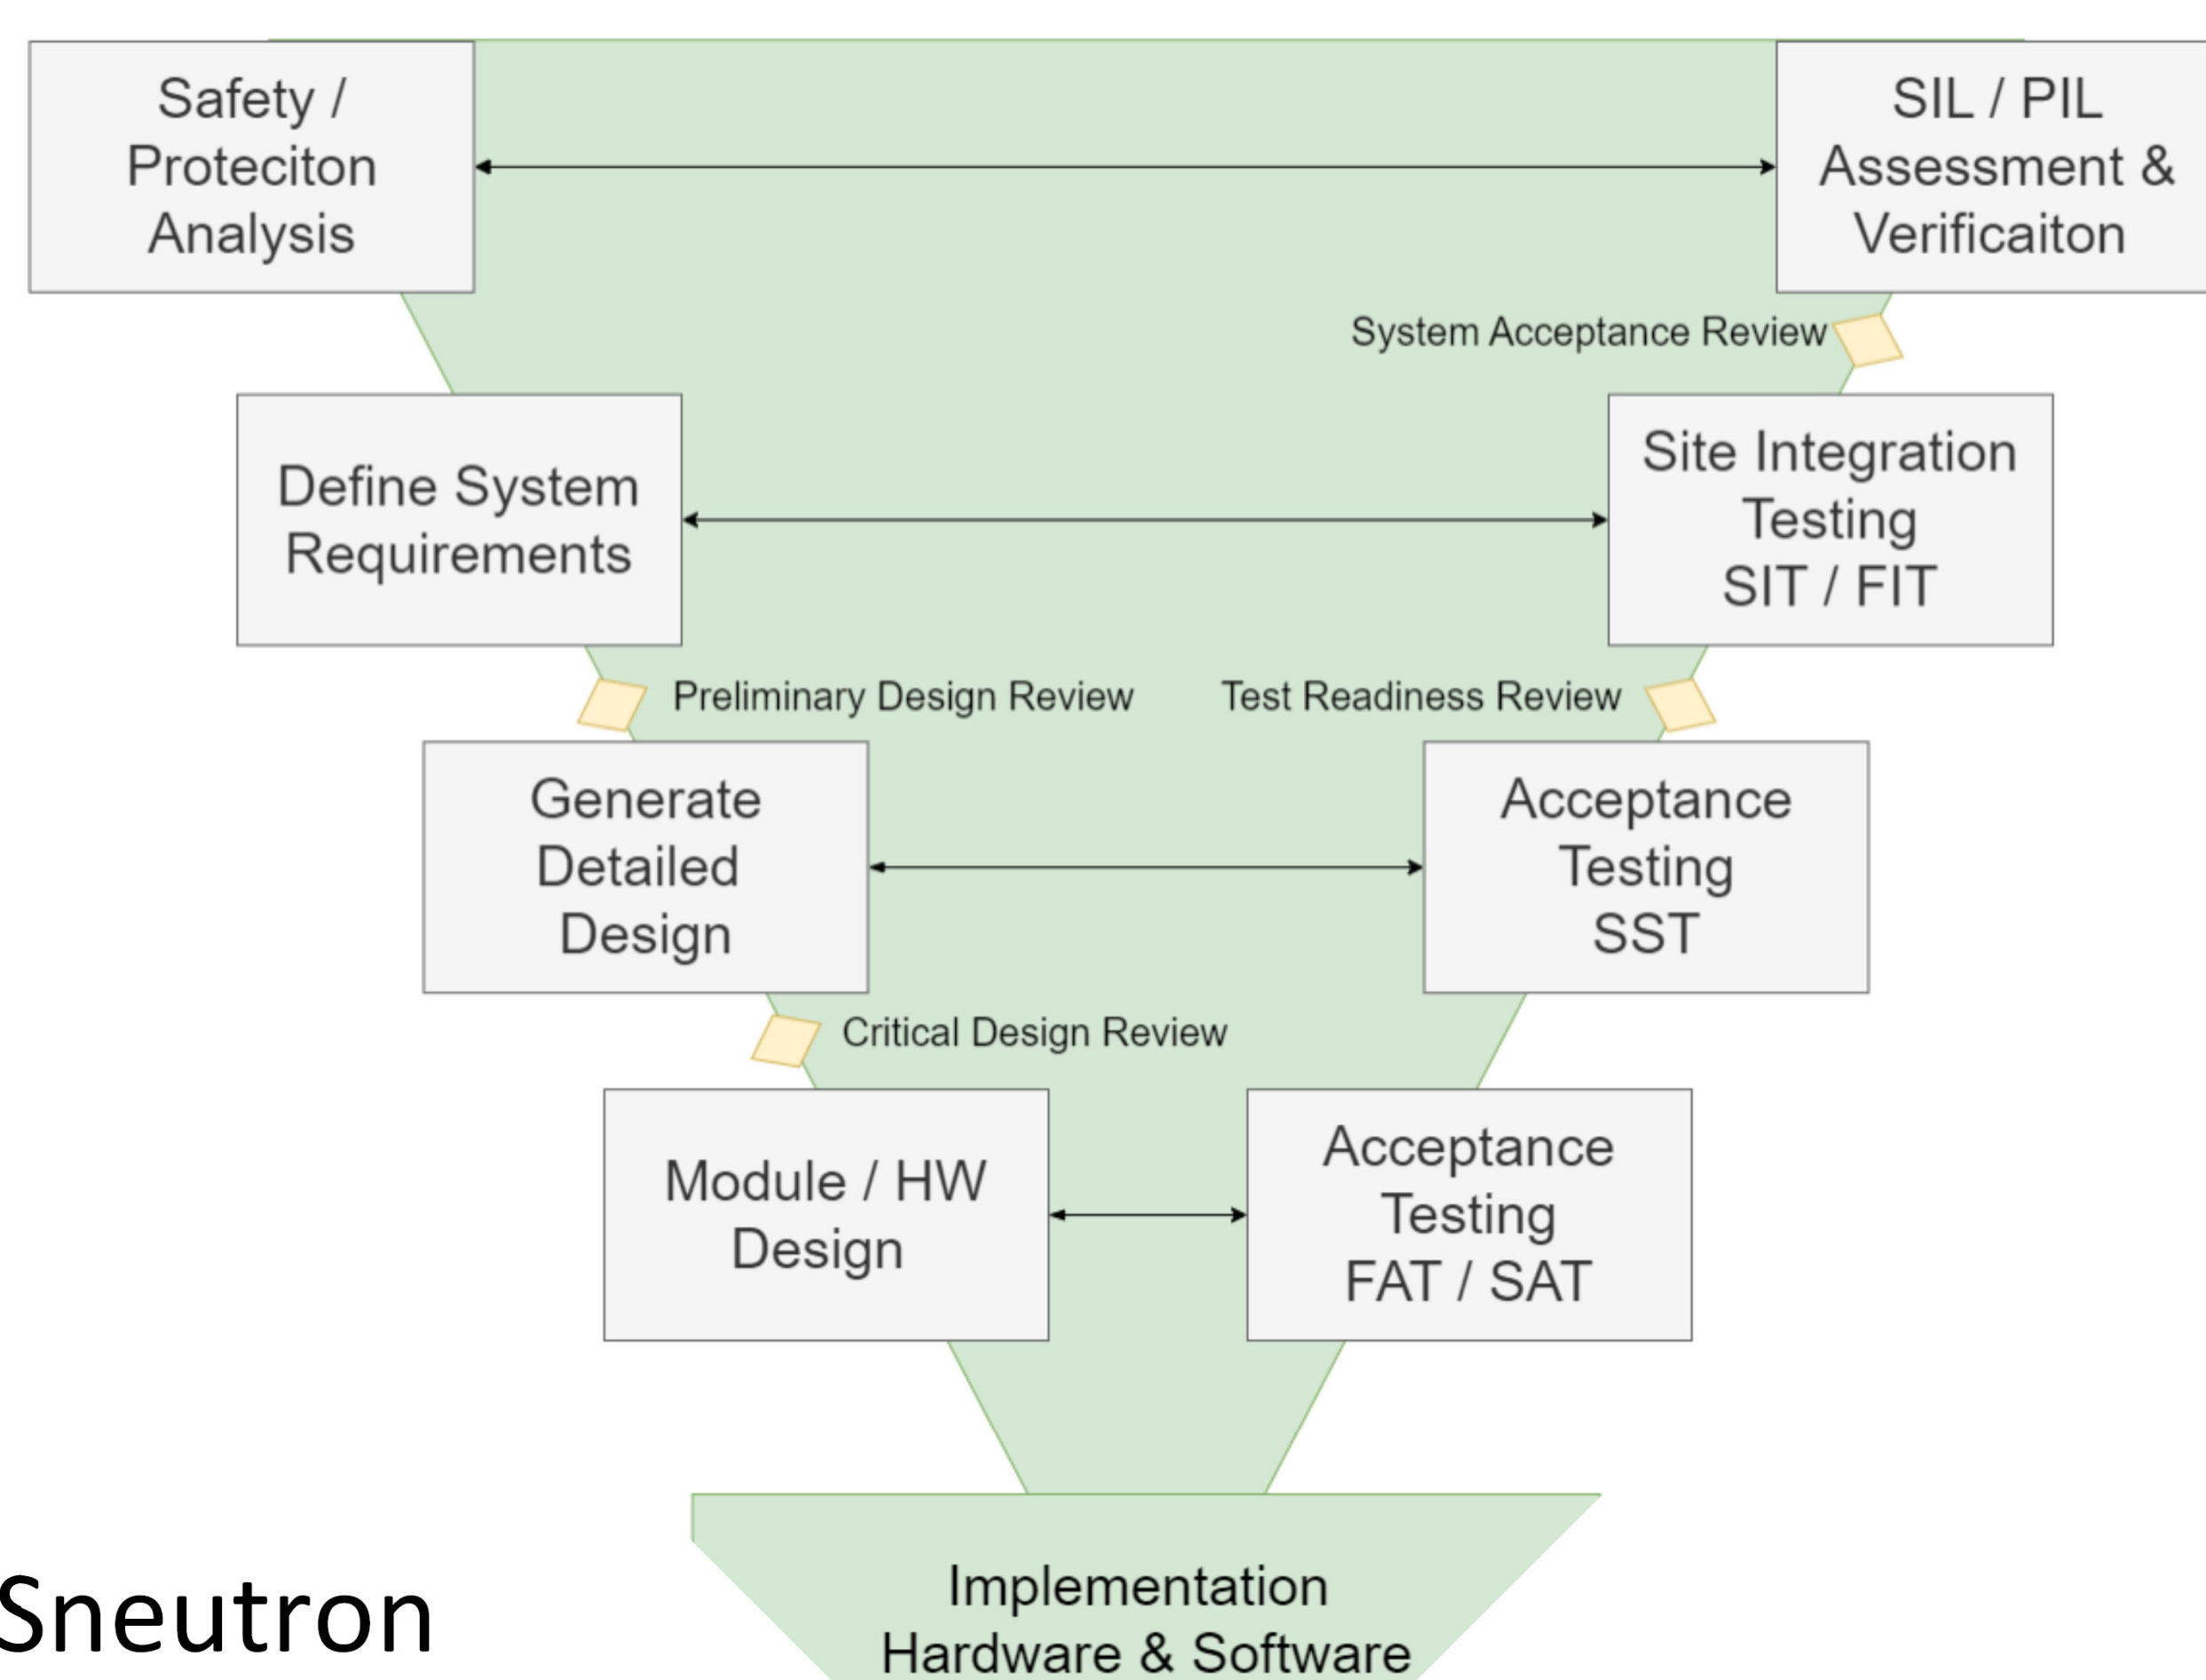 Safety /
Proteciton
Analysis
SIL / PIL
Assessment &
Verificaiton
System Acceptance Review
Define System
Requirements
Site Integration
Testing
SIT / FIT
Preliminary Design Review
Test Readiness Review
Generate
Detailed
Design
Acceptance
Testing
SST
Critical Design Review
Module / HW
Design
Acceptance
Testing
FAT / SAT
Implementation
Hardware & Software
Sneutron